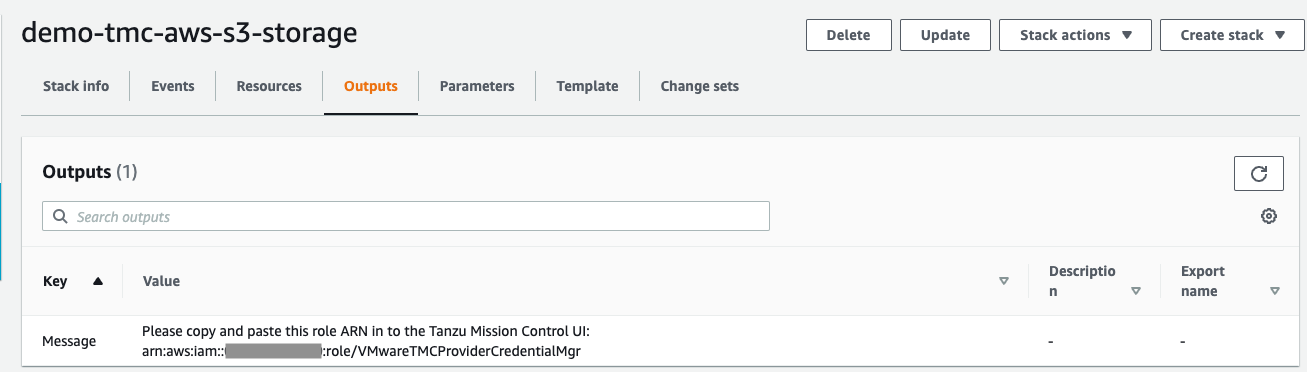 demo-tmc-aws-s3-storage
Delete
Update
Stack actions
Create stack
Stack info
Events
Resources
Outputs
Parameters
Template
Change sets
Outputs (1)
Search outputs
Key
Value
Descriptio
n
Export
name
Message
Please copy and paste this role ARN in to the Tanzu Mission Control UI:
arn:aws:iam:: :role/VMwareTMCProviderCredentialMgr
-
-